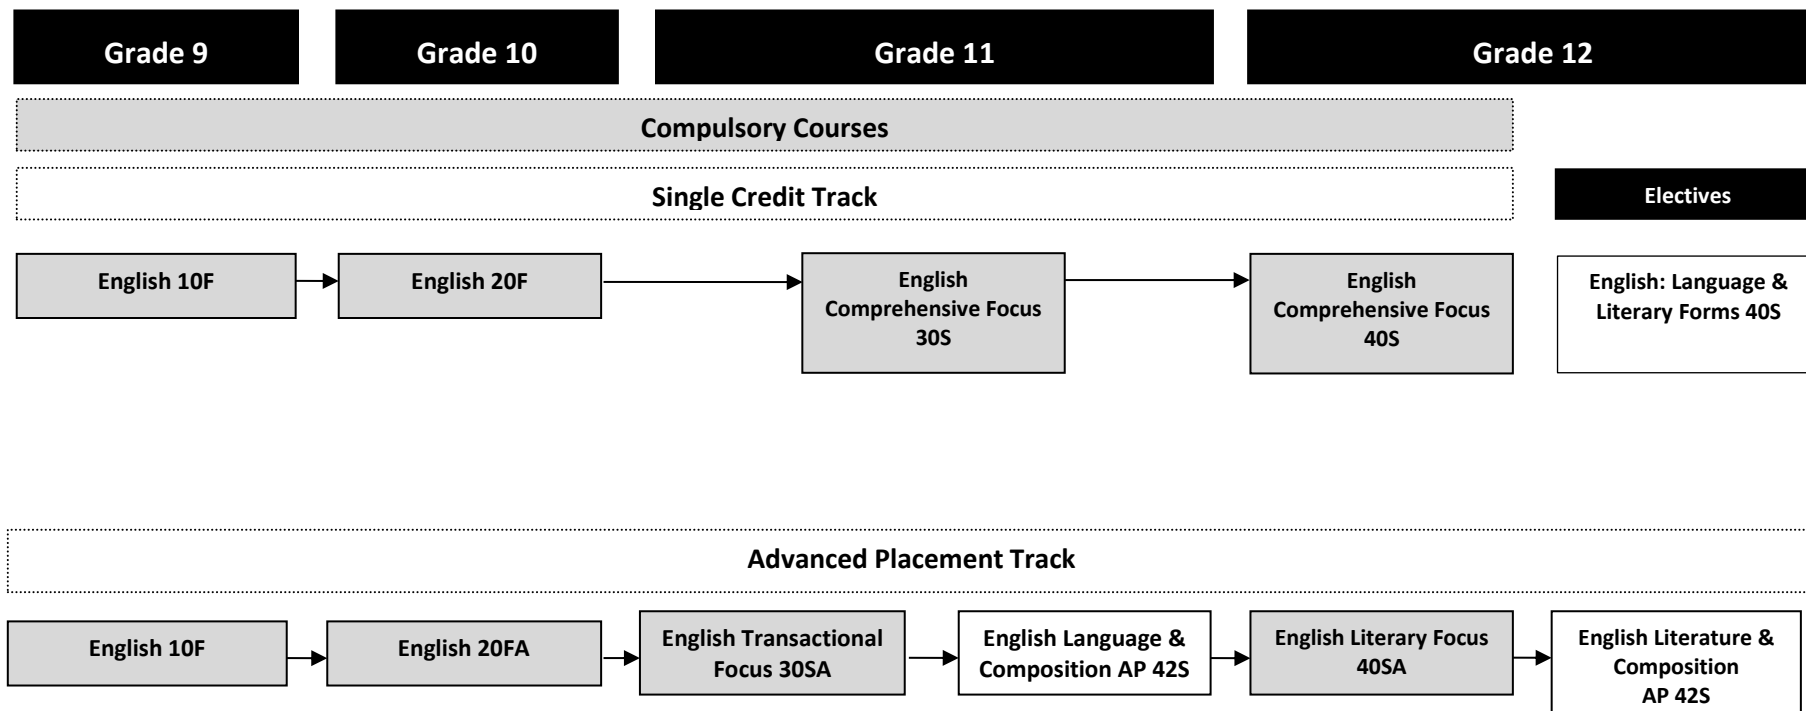 Grade 9
Grade 10
Grade 11
Grade 12
Compulsory Courses
Single Credit Track
Electives
English 10F
English 20F
English
Comprehensive Focus
30S
English
Comprehensive Focus
40S
English: Language &
Literary Forms 40S
Advanced Placement Track
English 10F
English 20FA
English Transactional
Focus 30SA
English Language &
Composition AP 42S
English Literary Focus
40SA
English Literature &
Composition
AP 42S